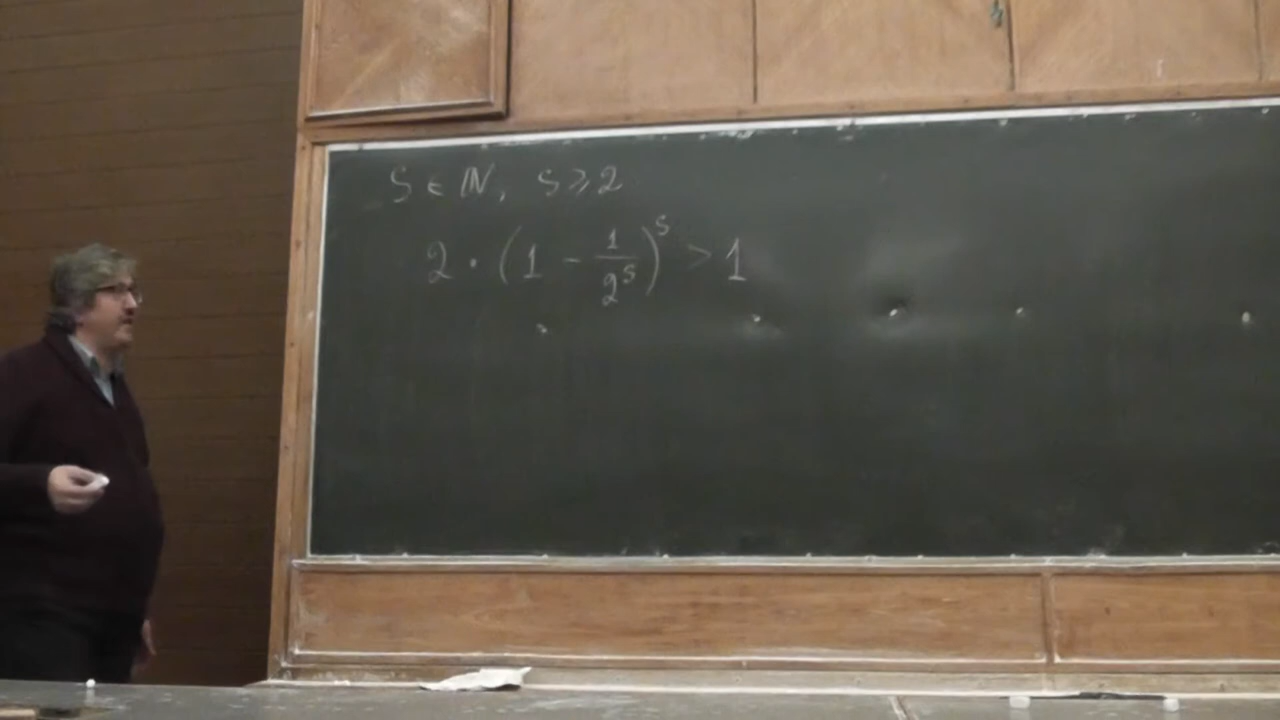 S ∈ ℕ, S ⩾ 2
2 · (1 - 1/2^S)^S > 1